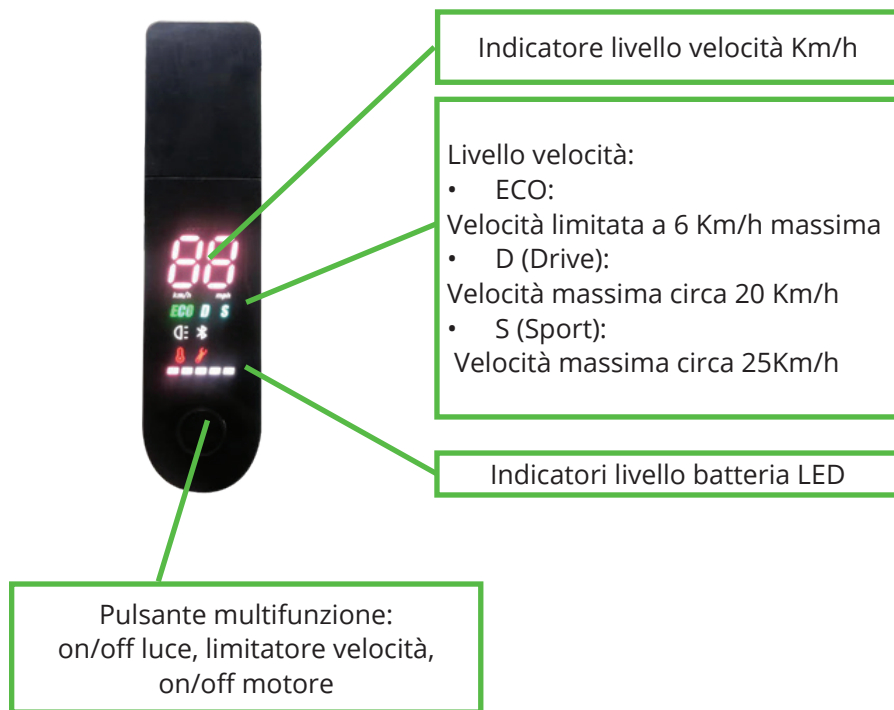 Indicatore livello velocità Km/h
Livello velocità:
• ECO:
Velocità limitata a 6 Km/h massima
• D (Drive):
Velocità massima circa 20 Km/h
• S (Sport):
Velocità massima circa 25Km/h
88
km/h mph
ECO D S
Indicatori livello batteria LED
Pulsante multifunzione:
on/off luce, limitatore velocità,
on/off motore